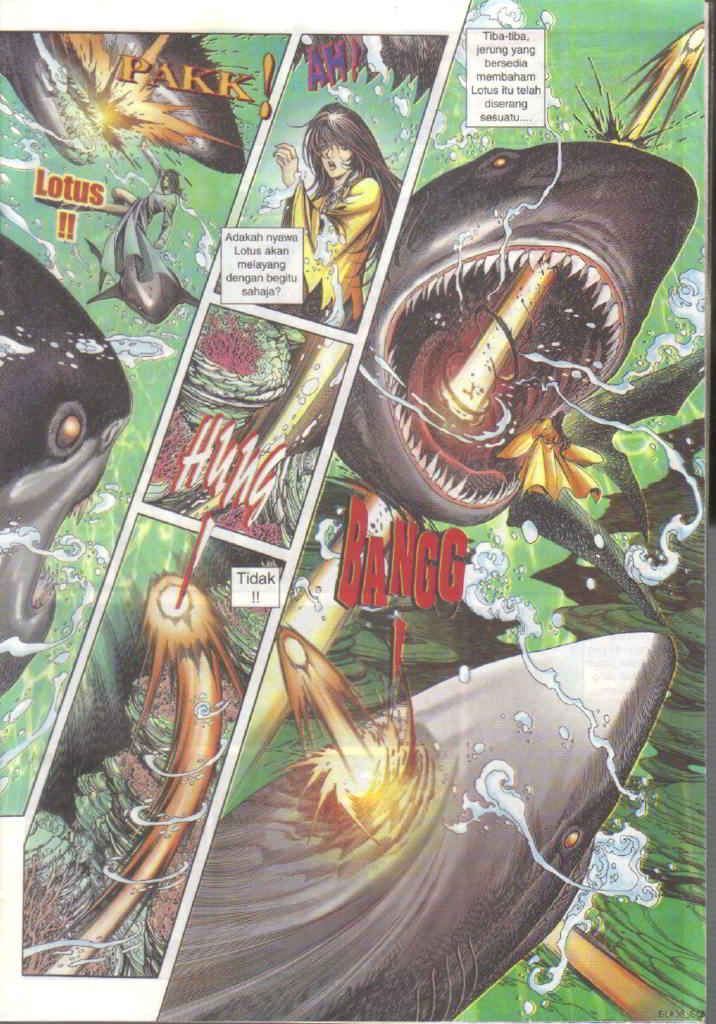 PAKK!
Lotus
!!
AH!
Adakah nyawa
Lotus akan
melayang
dengan begitu
sahaja?
Tiba-tiba,
jerung yang
bersedia
membaham
Lotus itu telah
diserang
sesuatu....
HUUG!
Tidak
!!
BANGG!